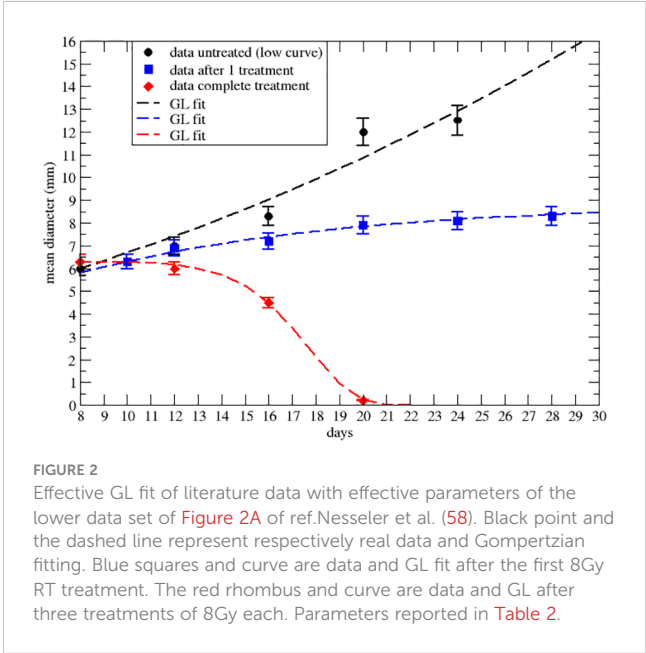 16
15
14
13
12
11
10
9
8
7
6
5
4
3
2
1
0
mean diameter (mm)
data untreated (low curve)
data after 1 treatment
data complete treatment
GL fit
GL fit
GL fit
8 9 10 11 12 13 14 15 16 17 18 19 20 21 22 23 24 25 26 27 28 29 30
days
FIGURE 2
Effective GL fit of literature data with effective parameters of the
lower data set of Figure 2A of ref.Nesseler et al. (58). Black point and
the dashed line represent respectively real data and Gompertzian
fitting. Blue squares and curve are data and GL fit after the first 8Gy
RT treatment. The red rhombus and curve are data and GL after
three treatments of 8Gy each. Parameters reported in Table 2.